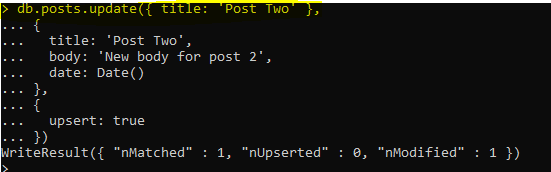 > db.posts.update({ title: 'Post Two' },
... {
...   title: 'Post Two',
...   body: 'New body for post 2',
...   date: Date()
... },
... {
...   upsert: true
... })
WriteResult({ "nMatched" : 1, "nUpserted" : 0, "nModified" : 1 })
>